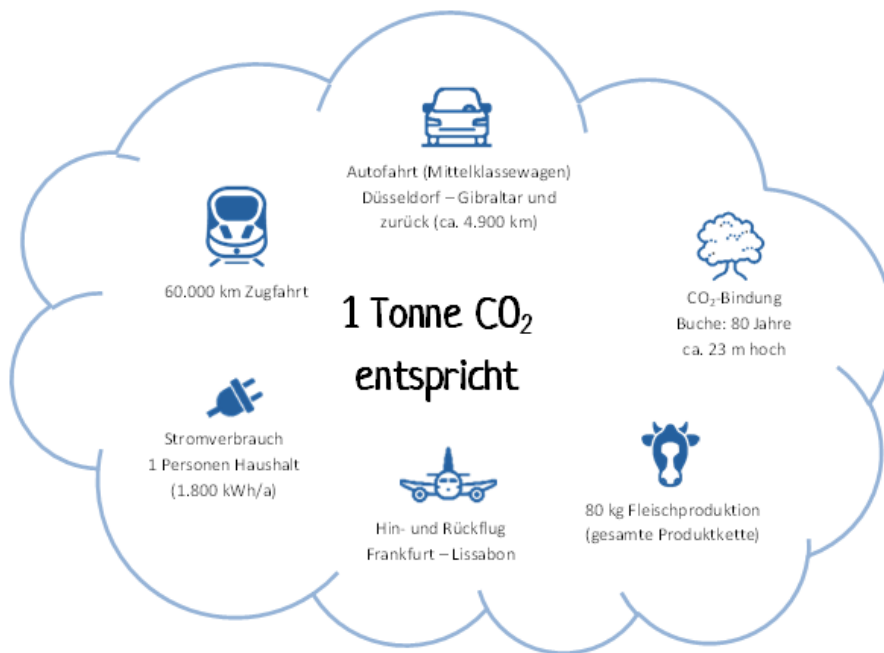 Autofahrt (Mittelklassewagen)
Düsseldorf – Gibraltar und
zurück (ca. 4.900 km)
60.000 km Zugfahrt
CO₂-Bindung
Buche: 80 Jahre
ca. 23 m hoch
1 Tonne CO₂
entspricht
Stromverbrauch
1 Personen Haushalt
(1.800 kWh/a)
Hin- und Rückflug
Frankfurt – Lissabon
80 kg Fleischproduktion
(gesamte Produktkette)